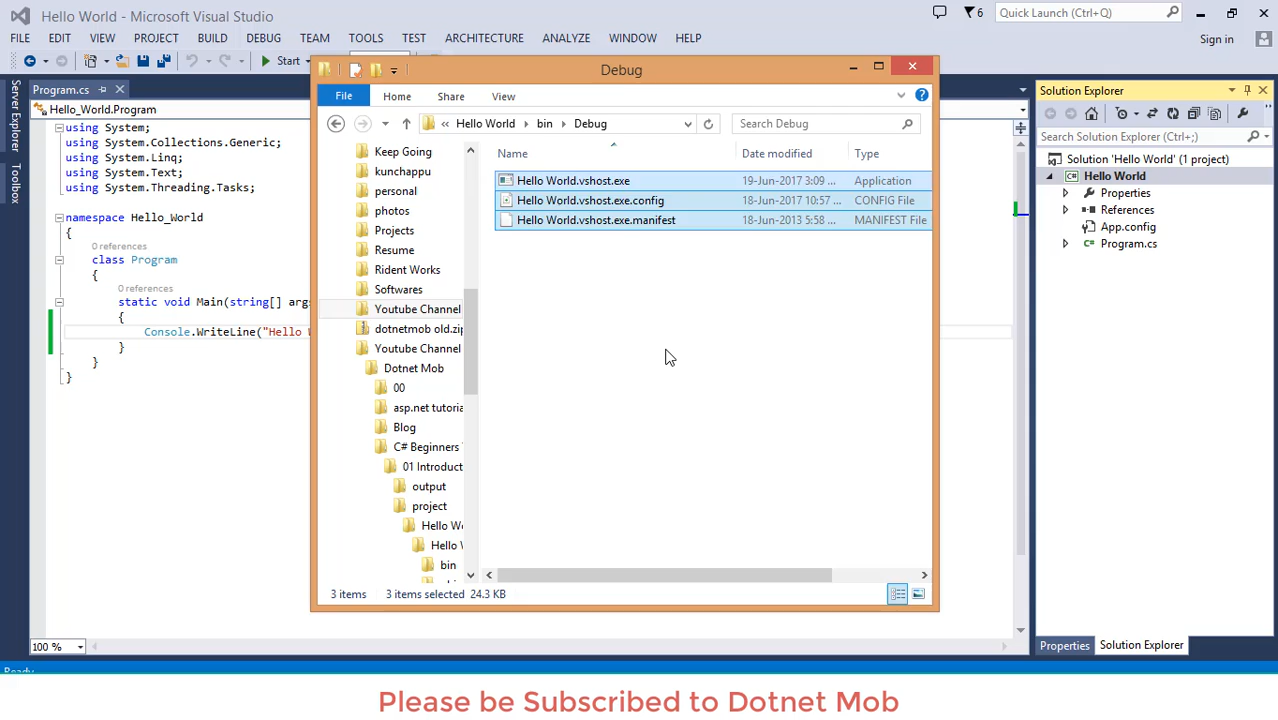 Hello World - Microsoft Visual Studio
6
Quick Launch (Ctrl+Q)
FILE EDIT VIEW PROJECT BUILD DEBUG TEAM TOOLS TEST ARCHITECTURE ANALYZE WINDOW HELP
Sign in
Start
Server Explorer
Toolbox
Program.cs
Hello_World.Program
using System;
using System.Collections.Generic;
using System.Linq;
using System.Text;
using System.Threading.Tasks;
namespace Hello_World
{
0 references
class Program
{
0 references
static void Main(string[] args
{
Console.WriteLine("Hello W
}
}
}
100 %
Debug
File Home Share View
« Hello World bin Debug
Search Debug
Keep Going
kunchappu
personal
photos
Projects
Resume
Rident Works
Softwares
Youtube Channel
dotnetmob old.zip
Youtube Channel
Dotnet Mob
00
asp.net tutoria
Blog
C# Beginners
01 Introduct
output
project
Hello Wo
Hello W
bin
Name Date modified Type
Hello World.vshost.exe 19-Jun-2017 3:09 ... Application
Hello World.vshost.exe.config 18-Jun-2017 10:57 ... CONFIG File
Hello World.vshost.exe.manifest 18-Jun-2013 5:58 ... MANIFEST File
3 items 3 items selected 24.3 KB
Solution Explorer
Search Solution Explorer (Ctrl+;)
Solution 'Hello World' (1 project)
C# Hello World
Properties
References
App.config
C# Program.cs
Properties Solution Explorer
Please be Subscribed to Dotnet Mob